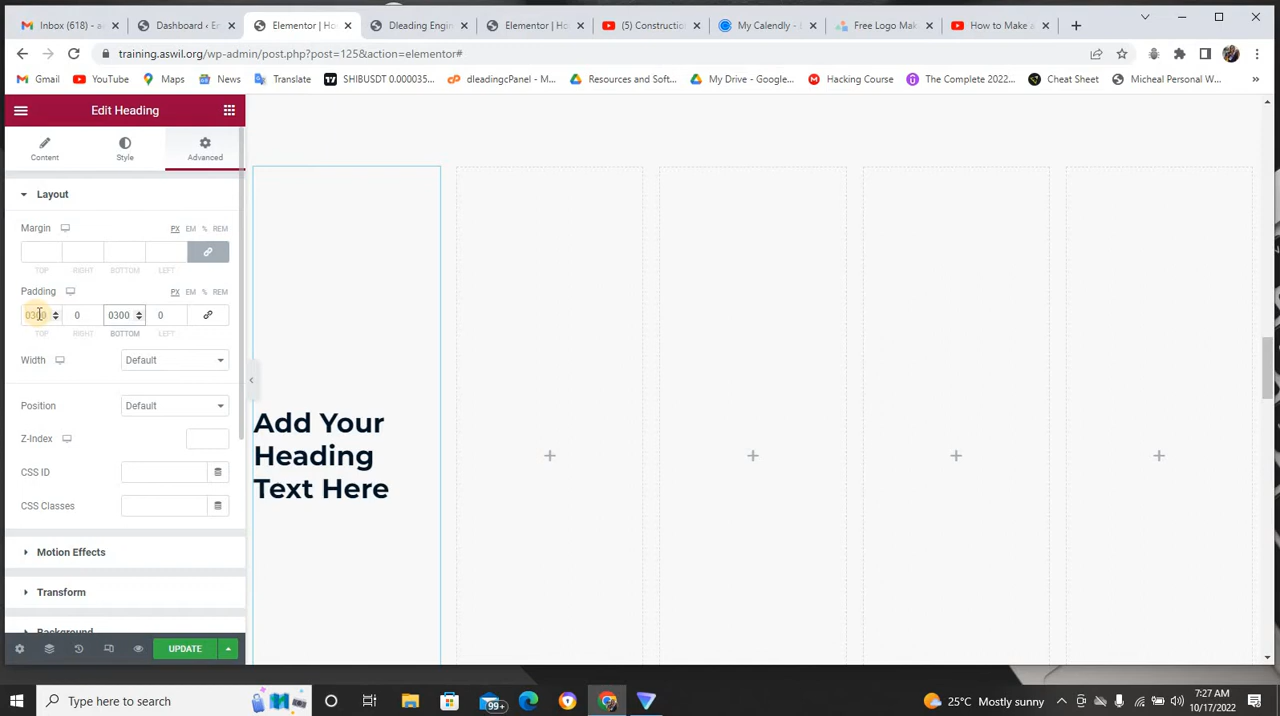 Inbox (618) - a
Dashboard ‹ E
Elementor | Ho
Dleading Engin
Elementor | Ho
(5) Construction
My Calendly - E
Free Logo Mak
How to Make a
training.aswil.org/wp-admin/post.php?post=125&action=elementor#
Gmail
YouTube
Maps
News
Translate
SHIBUSDT 0.000035...
dleadingPanel - M...
Resources and Soft...
My Drive - Google...
Hacking Course
The Complete 2022...
Cheat Sheet
Micheal Personal W...
»
Edit Heading
Content
Style
Advanced
Layout
Margin
PX EM % REM
TOP RIGHT BOTTOM LEFT
Padding
PX EM % REM
0300 0 0300 0
TOP RIGHT BOTTOM LEFT
Width
Default
Position
Default
Z-Index
CSS ID
CSS Classes
Motion Effects
Transform
Background
UPDATE
Add Your
Heading
Text Here
Type here to search
99+
25°C Mostly sunny
7:27 AM
10/17/2022